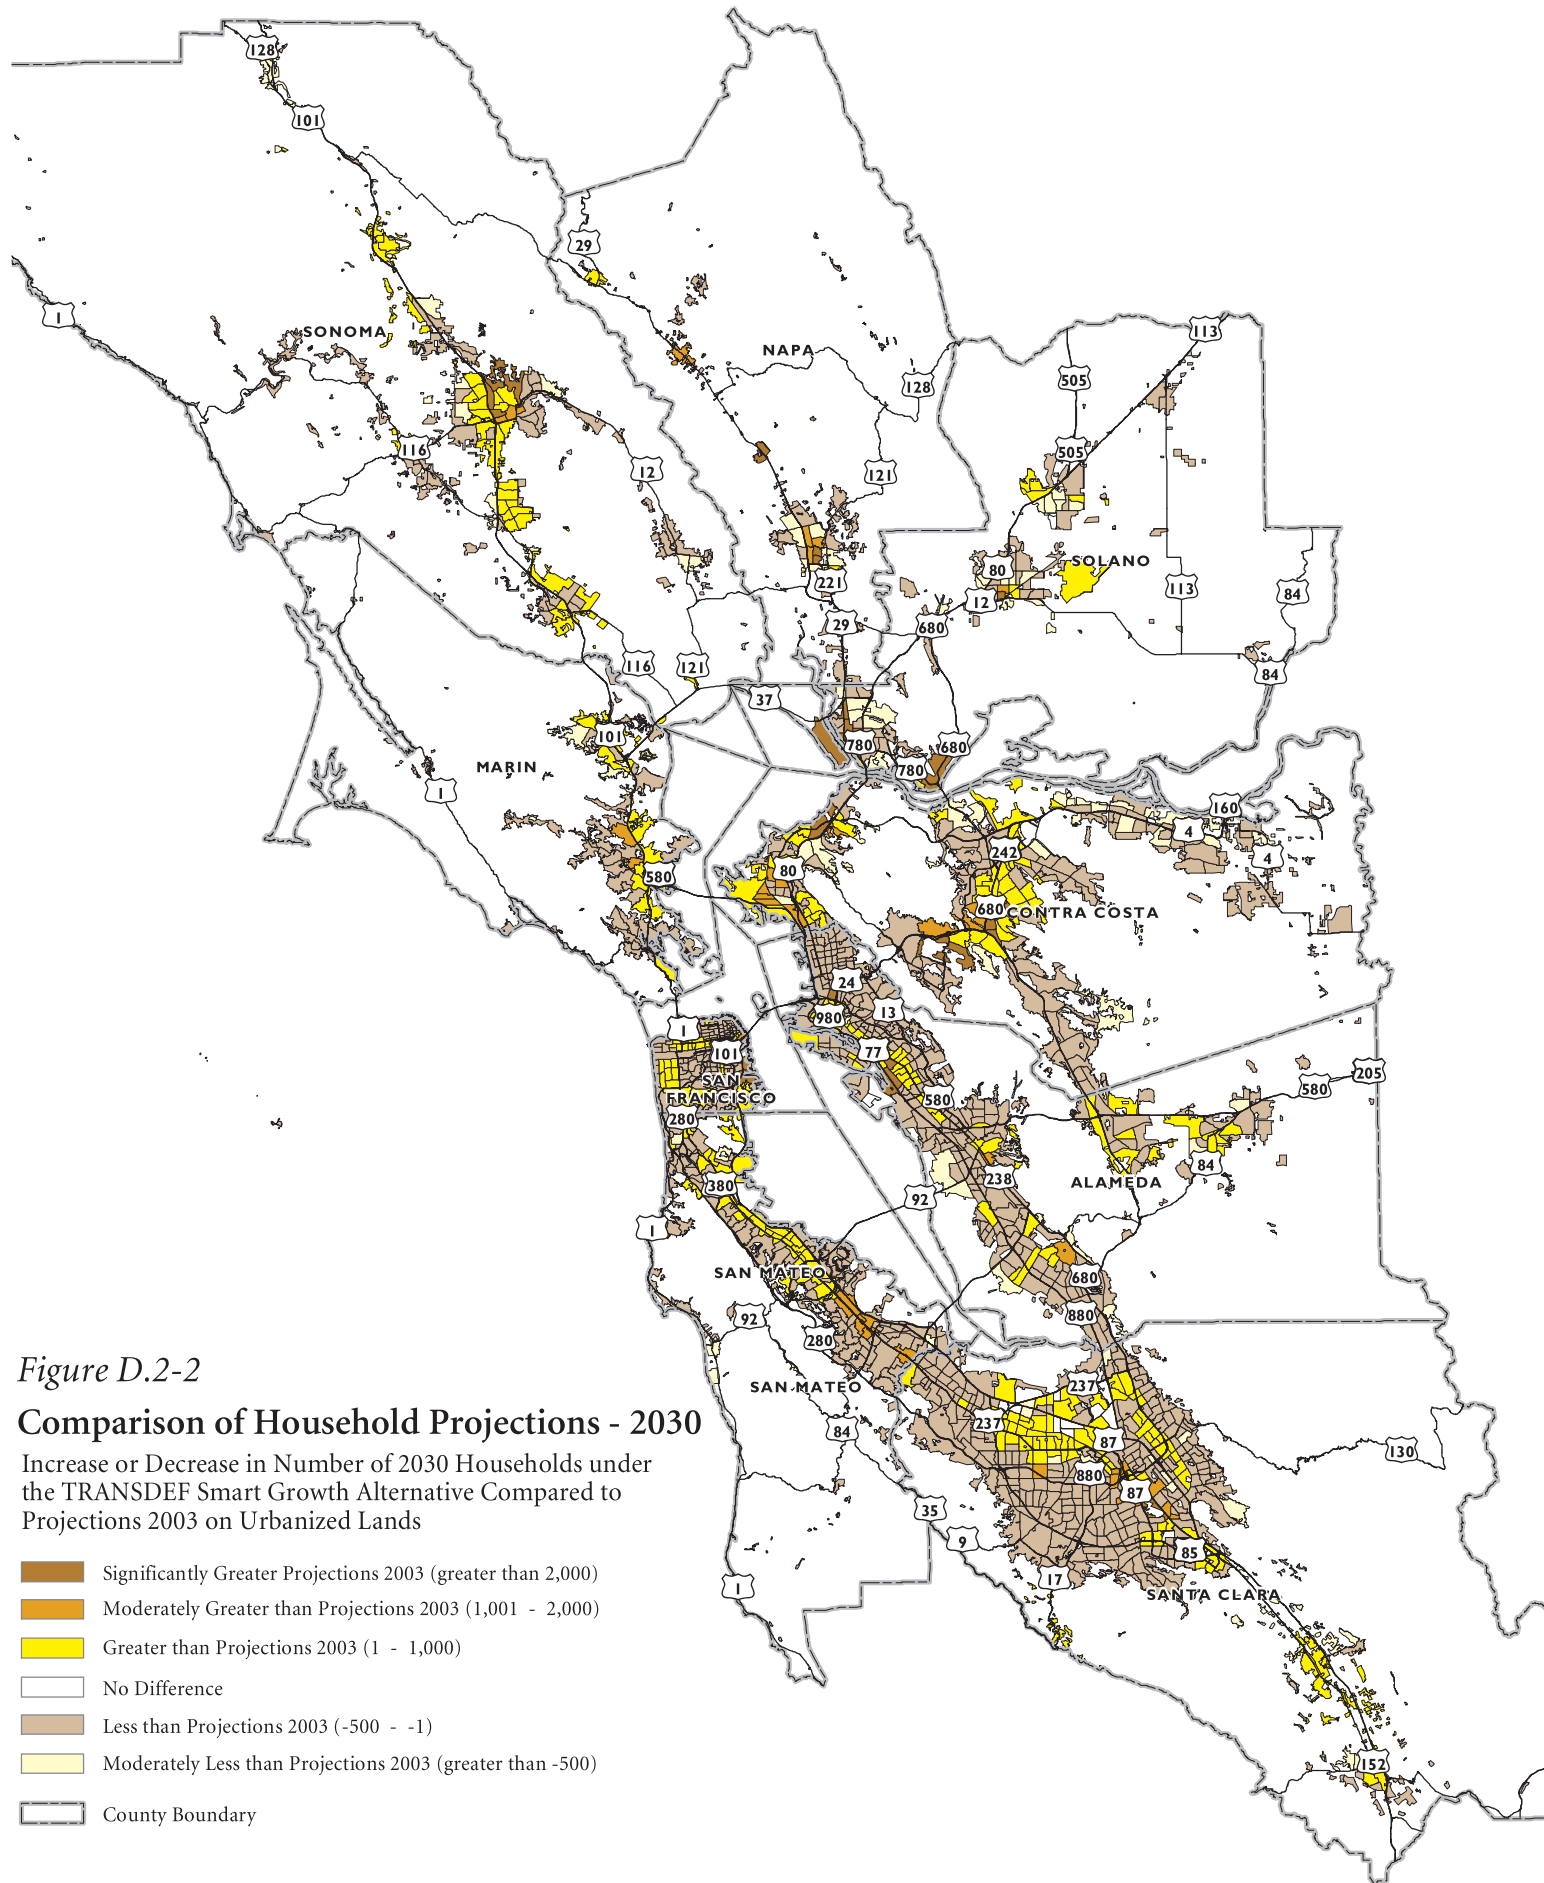 128
101
29
1
SONOMA
NAPA
113
505
128
505
116
12
121
80
SOLANO
221
12
113
84
29
680
116
121
84
37
101
780
680
780
MARIN
1
160
4
242
4
80
580
680
CONTRA COSTA
24
980
13
1
101
77
SAN
FRANCISCO
580
205
580
280
84
238
ALAMEDA
380
92
1
SAN MATEO
680
880
92
280
SAN MATEO
237
237
87
84
130
880
87
35
9
85
17
1
SANTA CLARA
152
Figure D.2-2
Comparison of Household Projections - 2030
Increase or Decrease in Number of 2030 Households under
the TRANSDEF Smart Growth Alternative Compared to
Projections 2003 on Urbanized Lands
Significantly Greater Projections 2003 (greater than 2,000)
Moderately Greater than Projections 2003 (1,001 - 2,000)
Greater than Projections 2003 (1 - 1,000)
No Difference
Less than Projections 2003 (-500 - -1)
Moderately Less than Projections 2003 (greater than -500)
County Boundary